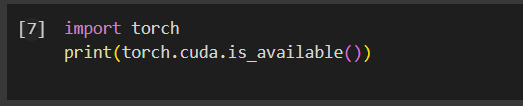 [7] import torch
print(torch.cuda.is_available())